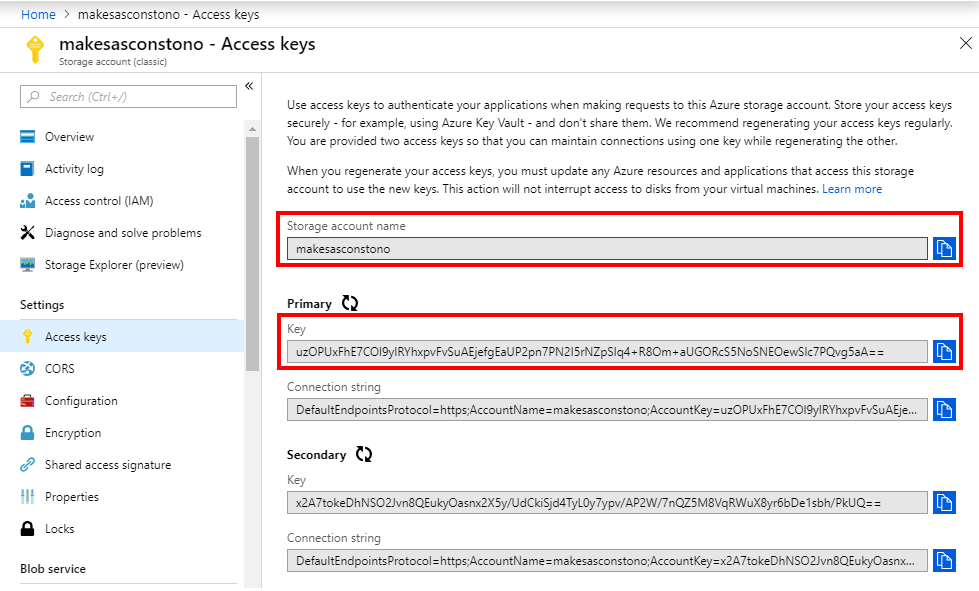 Home > makesasconstono - Access keys
makesasconstono - Access keys
Storage account (classic)
Search (Ctrl+/)
Overview
Activity log
Access control (IAM)
Diagnose and solve problems
Storage Explorer (preview)
Settings
Access keys
CORS
Configuration
Encryption
Shared access signature
Properties
Locks
Blob service
Use access keys to authenticate your applications when making requests to this Azure storage account. Store your access keys
securely - for example, using Azure Key Vault - and don't share them. We recommend regenerating your access keys regularly.
You are provided two access keys so that you can maintain connections using one key while regenerating the other.
When you regenerate your access keys, you must update any Azure resources and applications that access this storage
account to use the new keys. This action will not interrupt access to disks from your virtual machines. Learn more
Storage account name
makesasconstono
Primary
Key
uzOPUxFhE7COI9yIRYhxpvFvSuAEjefgEaUP2pn7PN2I5rNZpSIq4+R8Om+aUGORcS5NoSNEOewSIc7PQvg5aA==
Connection string
DefaultEndpointsProtocol=https;AccountName=makesasconstono;AccountKey=uzOPUxFhE7COI9yIRYhxpvFvSuAEje...
Secondary
Key
x2A7tokeDhNSO2Jvn8QEukyOasnx2X5y/UdCkiSjd4TyL0y7ypv/AP2W/7nQZ5M8VqRWuX8yr6bDe1sbh/PkUQ==
Connection string
DefaultEndpointsProtocol=https;AccountName=makesasconstono;AccountKey=x2A7tokeDhNSO2Jvn8QEukyOasnx...